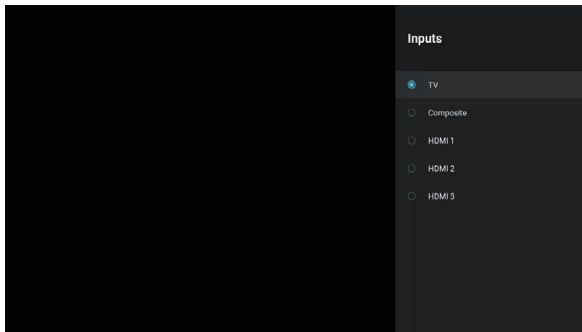 Inputs
TV
Composite
HDMI 1
HDMI 2
HDMI 3